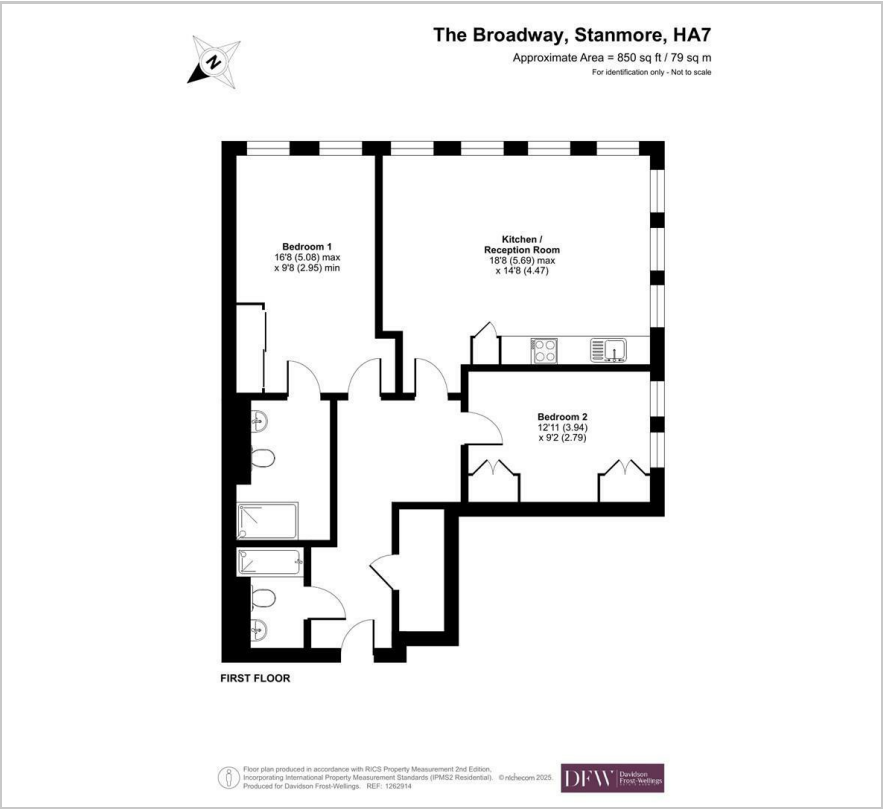 The Broadway, Stanmore, HA7
Approximate Area = 850 sq ft / 79 sq m
For identification only - Not to scale
N
Bedroom 1
16'8 (5.08) max
x 9'8 (2.95) min
Kitchen /
Reception Room
18'8 (5.69) max
x 14'8 (4.47)
Bedroom 2
12'11 (3.94)
x 9'2 (2.79)
FIRST FLOOR
Floor plan produced in accordance with RICS Property Measurement 2nd Edition,
Incorporating International Property Measurement Standards (IPMS2 Residential). © nichecom 2025.
Produced for Davidson Frost-Wellings. REF: 1262914
DFW
Davidson
Frost-Wellings